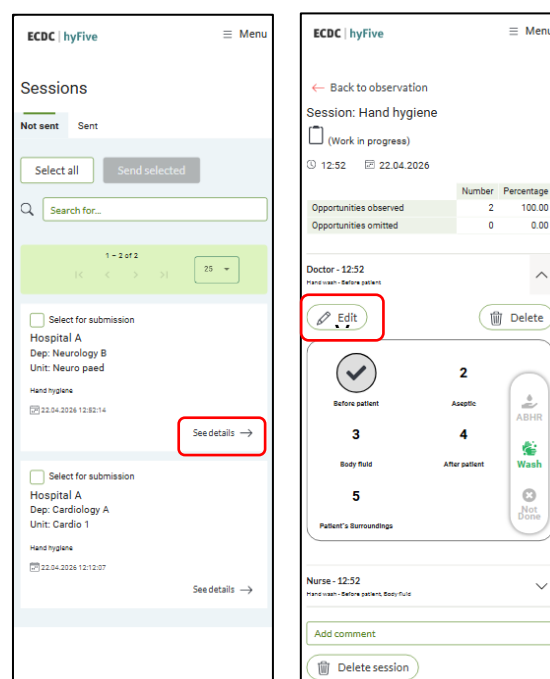 ECDC | hyFive
Menu
Sessions
Not sent
Sent
Select all
Send selected
Search for...
1 – 2 of 2
25
Select for submission
Hospital A
Dep: Neurology B
Unit: Neuro paed
Hand hygiene
22.04.2026 12:52:14
See details →
Select for submission
Hospital A
Dep: Cardiology A
Unit: Cardio 1
Hand hygiene
22.04.2026 12:12:07
See details →
ECDC | hyFive
Menu
← Back to observation
Session: Hand hygiene
(Work in progress)
12:52 22.04.2026
Number Percentage
Opportunities observed 2 100.00
Opportunities omitted 0 0.00
Doctor - 12:52
Hand wash - Before patient
Edit
Delete
2
Before patient
Aseptic
3
4
Body fluid
After patient
5
Patient's Surroundings
ABHR
Wash
Not
Done
Nurse - 12:52
Hand wash - Before patient, Body fluid
Add comment
Delete session